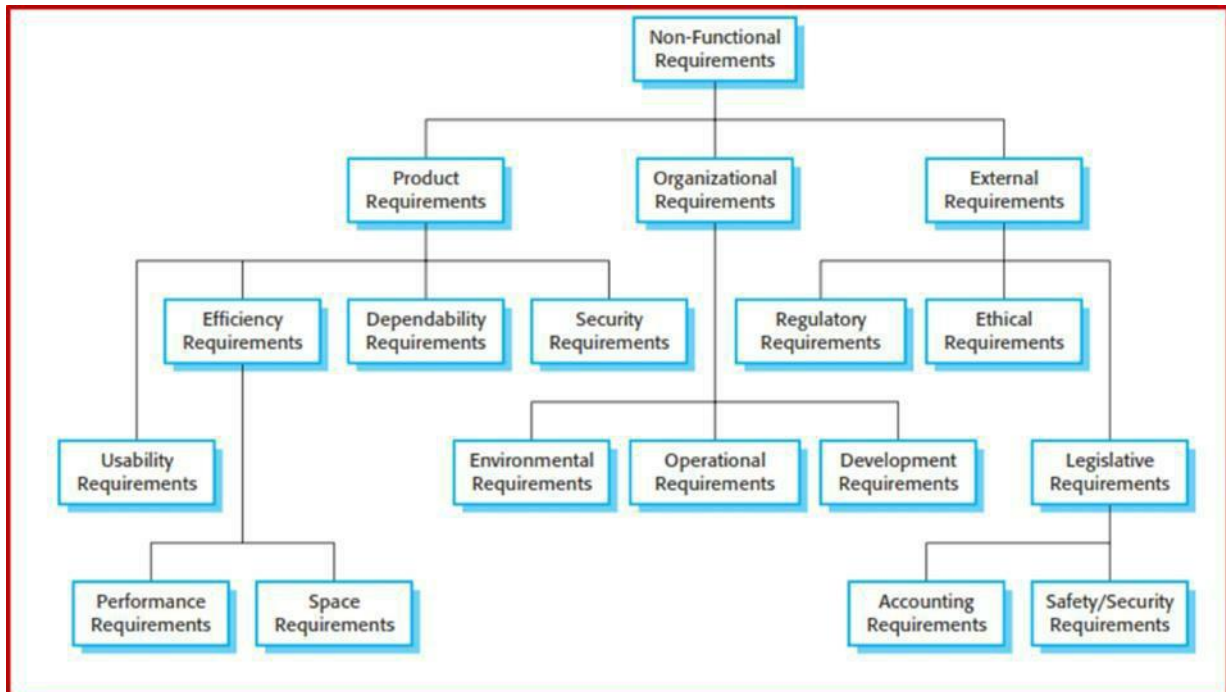 Non-Functional
Requirements
Product
Requirements
Organizational
Requirements
External
Requirements
Efficiency
Requirements
Dependability
Requirements
Security
Requirements
Regulatory
Requirements
Ethical
Requirements
Usability
Requirements
Environmental
Requirements
Operational
Requirements
Development
Requirements
Legislative
Requirements
Performance
Requirements
Space
Requirements
Accounting
Requirements
Safety/Security
Requirements